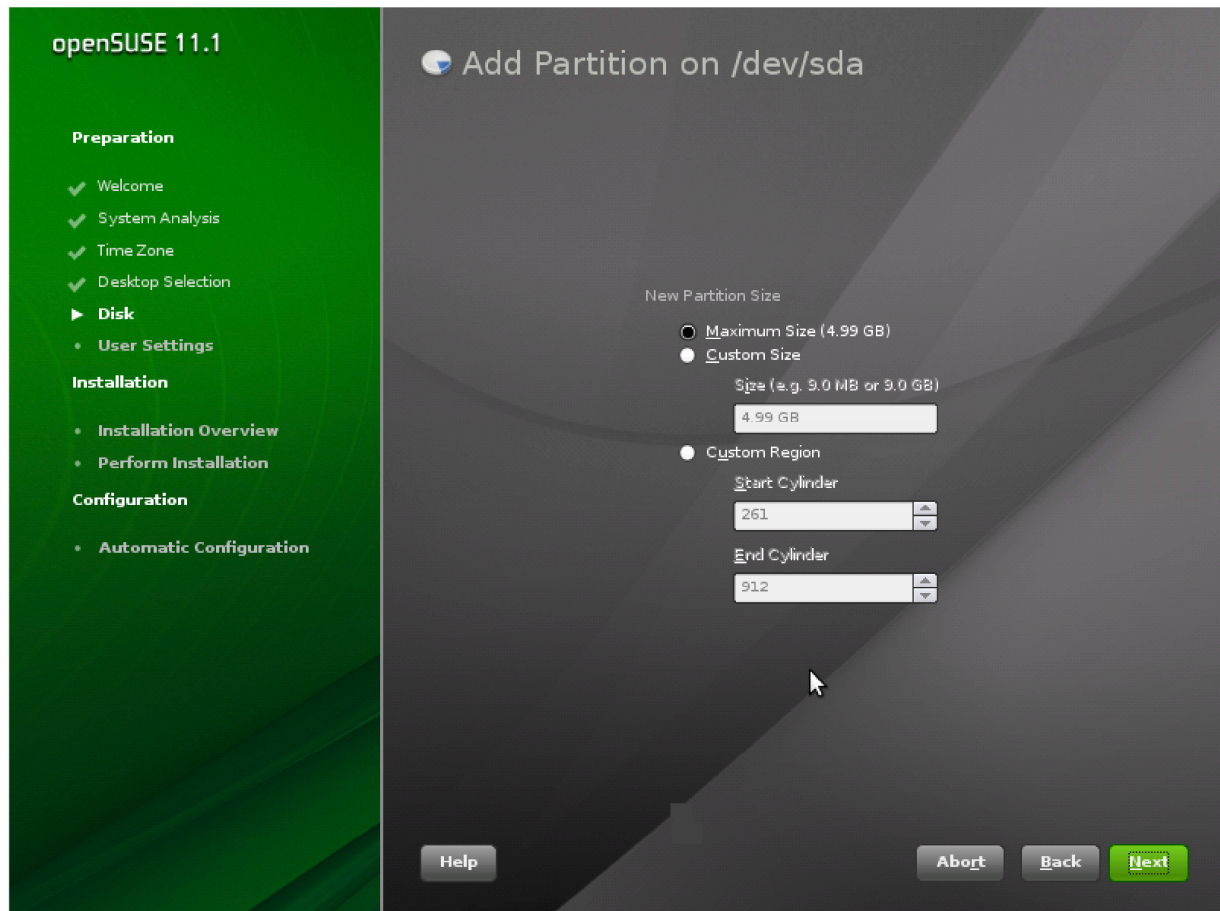 openSUSE 11.1
Preparation
Welcome
System Analysis
Time Zone
Desktop Selection
Disk
User Settings
Installation
Installation Overview
Perform Installation
Configuration
Automatic Configuration
Add Partition on /dev/sda
New Partition Size
Maximum Size (4.99 GB)
Custom Size
Size (e.g. 9.0 MB or 9.0 GB)
4.99 GB
Custom Region
Start Cylinder
261
End Cylinder
912
Help
Abort
Back
Next